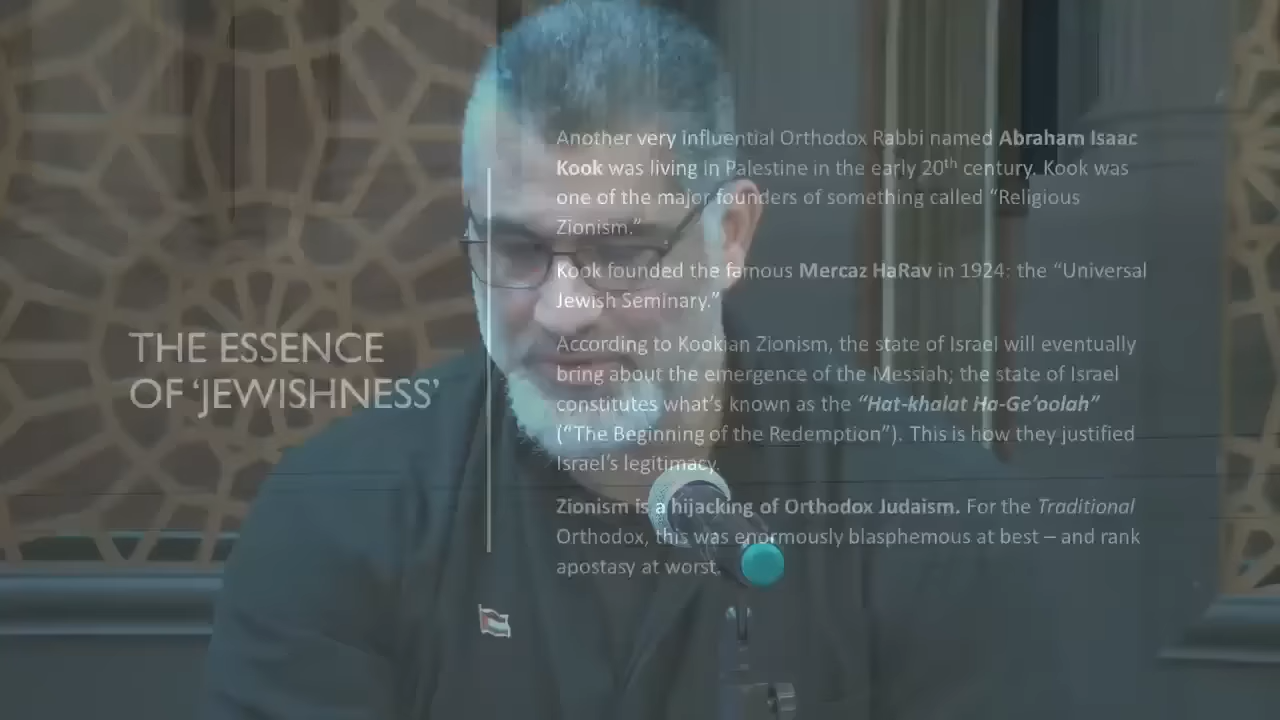 THE ESSENCE
OF ‘JEWISHNESS’
Another very influential Orthodox Rabbi named Abraham Isaac
Kook was living in Palestine in the early 20th century. Kook was
one of the major founders of something called “Religious
Zionism.”
Kook founded the famous Mercaz HaRav in 1924: the “Universal
Jewish Seminary.”
According to Kookian Zionism, the state of Israel will eventually
bring about the emergence of the Messiah; the state of Israel
constitutes what’s known as the “Hat-khalat Ha-Ge’oolah”
(“The Beginning of the Redemption”). This is how they justified
Israel’s legitimacy.
Zionism is a hijacking of Orthodox Judaism. For the Traditional
Orthodox, this was enormously blasphemous at best – and rank
apostasy at worst.